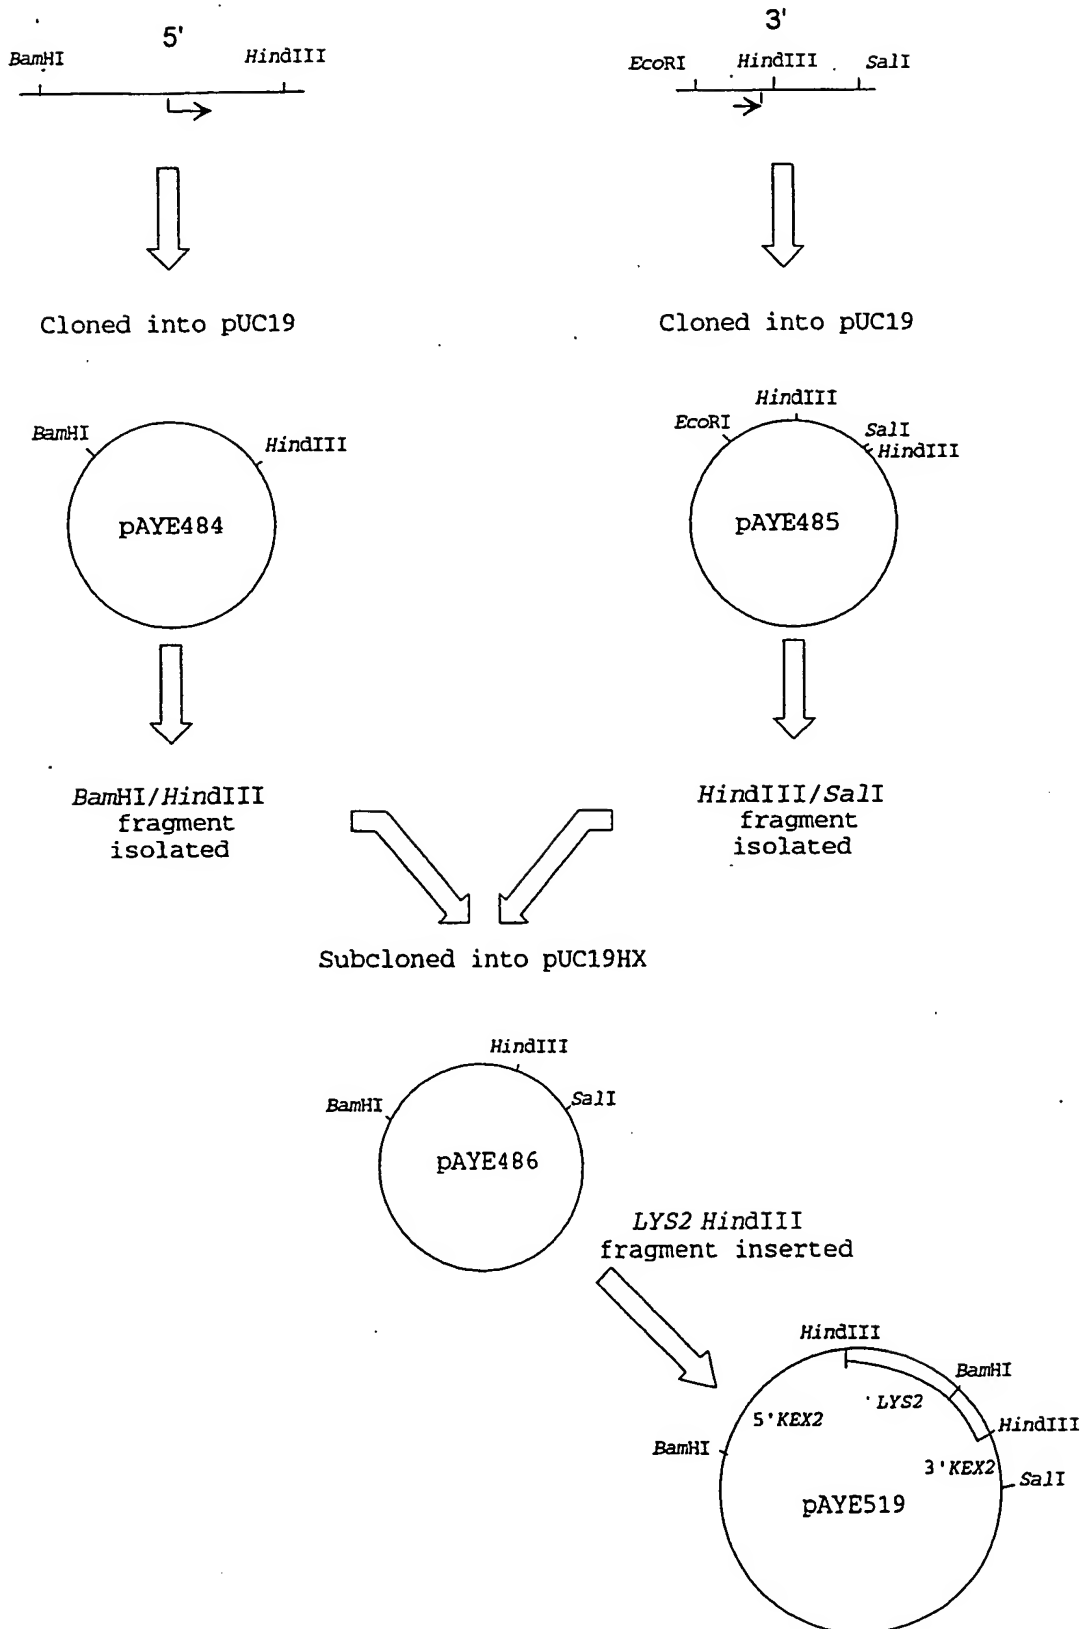 5'
3'
BamHI
HindIII
EcoRI
HindIII
SalI
Cloned into pUC19
Cloned into pUC19
BamHI
HindIII
pAYE484
EcoRI
HindIII
SalI
HindIII
pAYE485
BamHI/HindIII
fragment
isolated
HindIII/SalI
fragment
isolated
Subcloned into pUC19HX
BamHI
HindIII
SalI
pAYE486
LYS2 HindIII
fragment inserted
HindIII
BamHI
LYS2
5'KEX2
HindIII
BamHI
3'KEX2
SalI
pAYE519